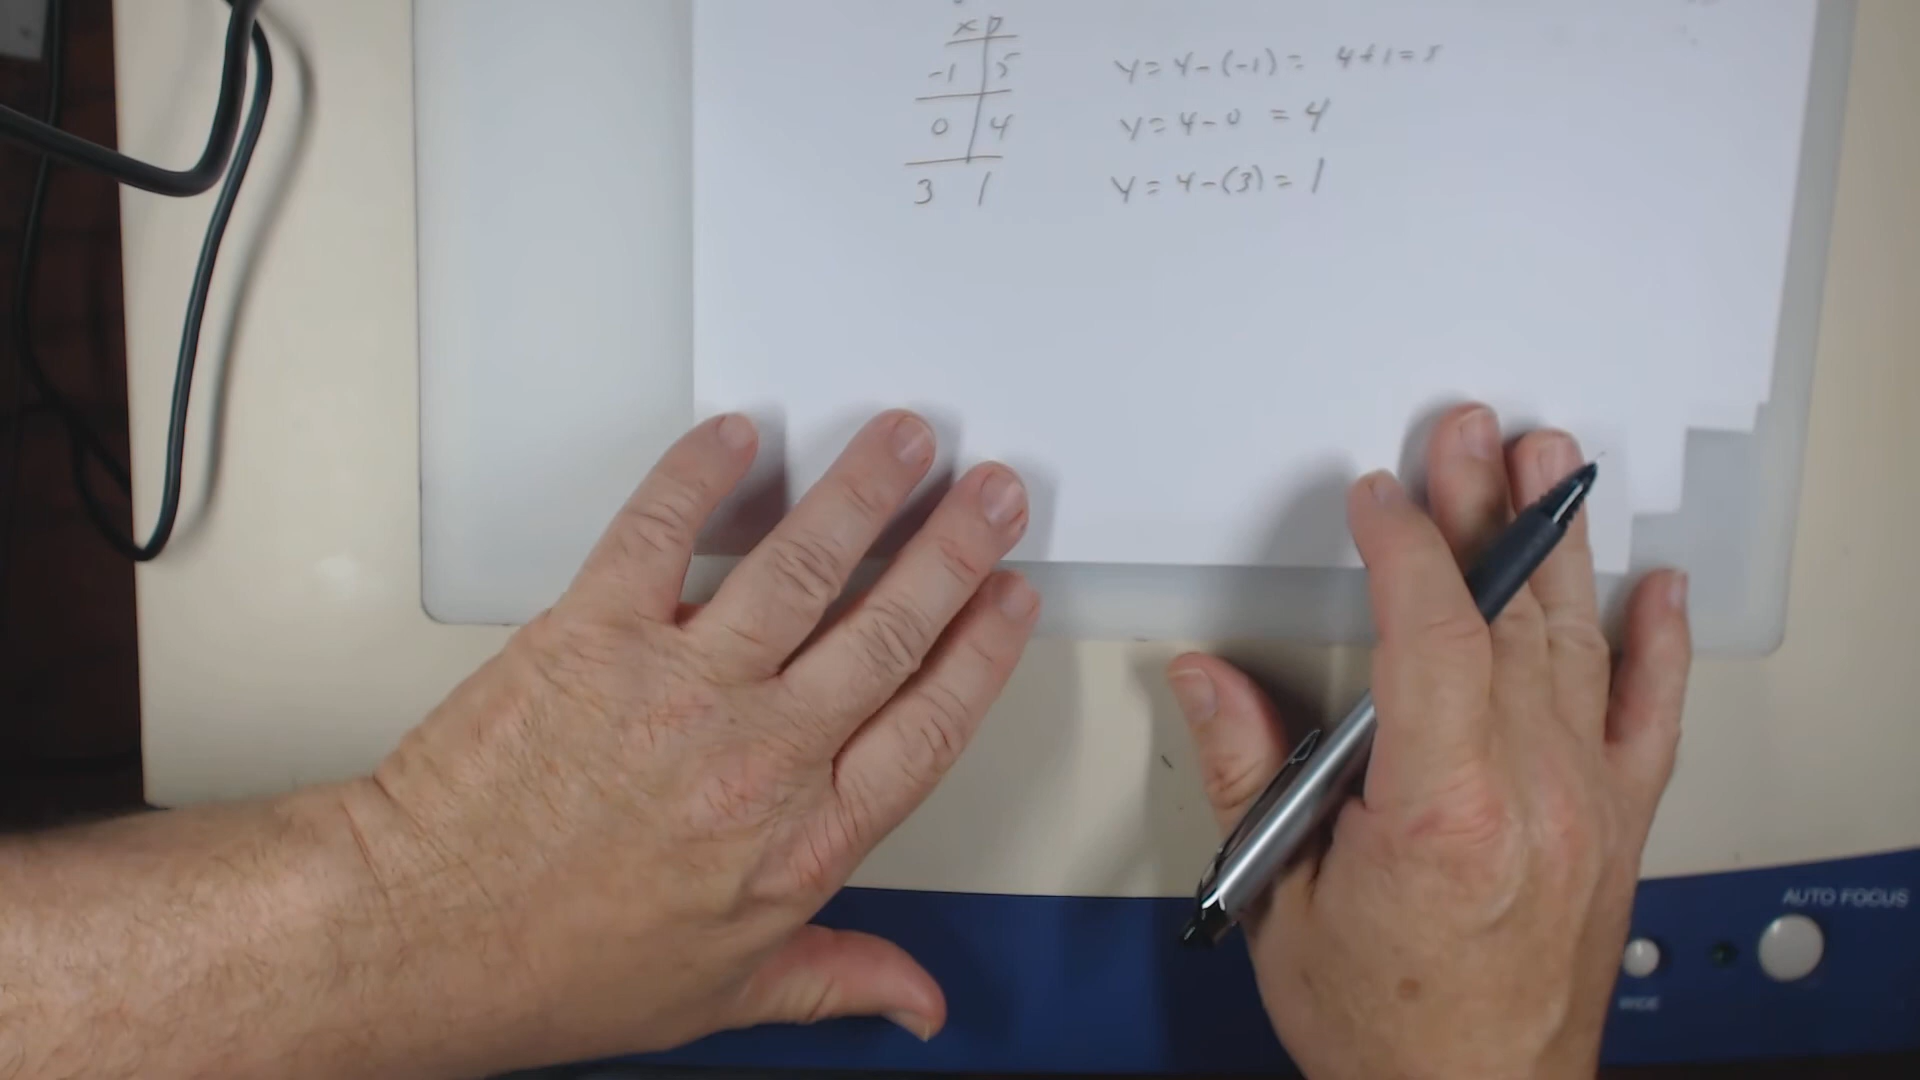 x y
-1 5 y = 4-(-1) = 4+1=5
0 4 y = 4-0 = 4
3 1 y = 4-(3) = 1
AUTO FOCUS
WIDE